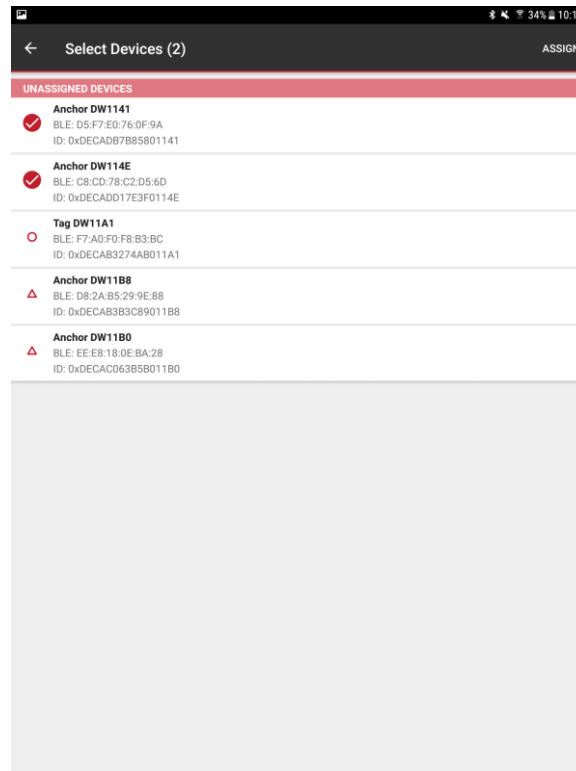 34% 10:1
Select Devices (2)
ASSIGN
UNASSIGNED DEVICES
Anchor DW1141
BLE: D5:F7:E0:76:0F:9A
ID: 0xDECADB7B85801141
Anchor DW114E
BLE: C8:CD:78:C2:D5:6D
ID: 0xDECADD17E3F0114E
Tag DW11A1
BLE: F7:A0:F0:F8:B3:BC
ID: 0xDECAB3274AB011A1
Anchor DW11B8
BLE: D8:2A:B5:29:9E:88
ID: 0xDECAB3B3C89011B8
Anchor DW11B0
BLE: EE:E8:18:0E:BA:28
ID: 0xDECAC063B5B011B0